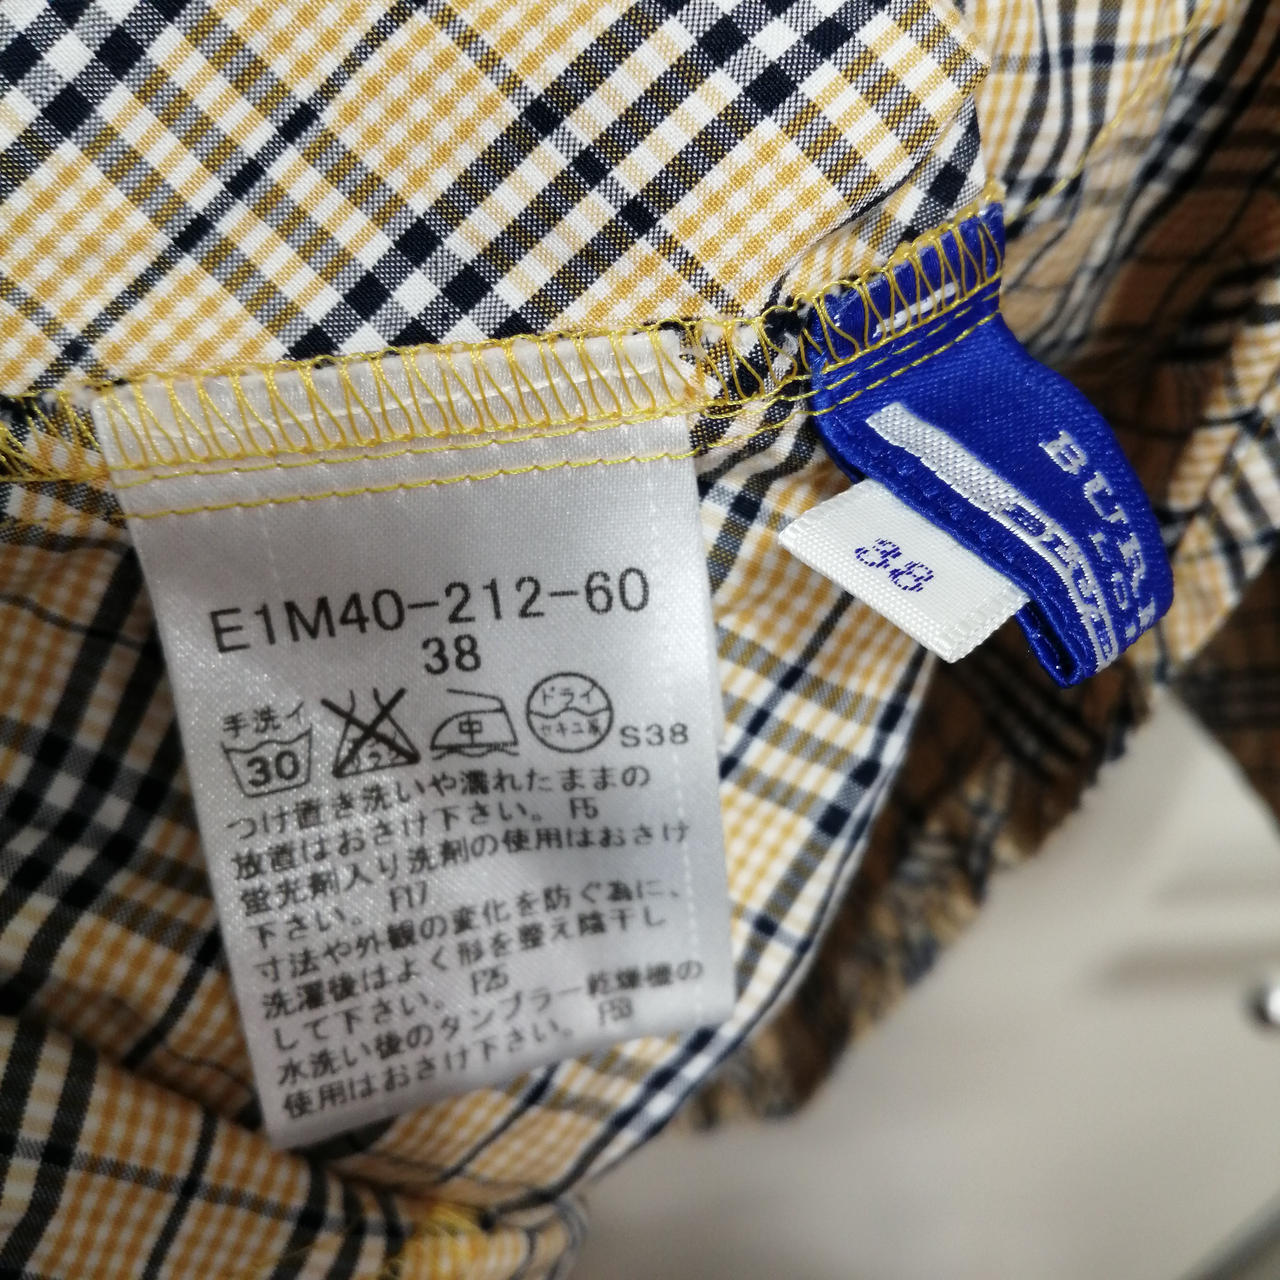 E1M40-212-60
38
手洗イ
30
中
ドライ
セキユ系
S38
つけ置き洗いや濡れたままの
放置はおさけ下さい。 F5
蛍光剤入り洗剤の使用はおさけ
下さい。 F17
寸法や外観の変化を防ぐ為に、
洗濯後はよく形を整え陰干し
して下さい。 F25
水洗い後のタンブラー乾燥機の
使用はおさけ下さい。 F53
38
BUR